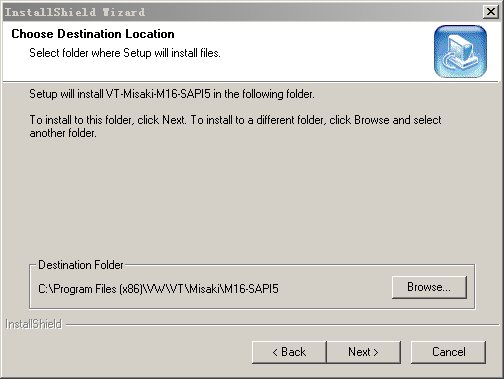 InstallShield Wizard
Choose Destination Location
Select folder where Setup will install files.
Setup will install VT-Misaki-M16-SAPI5 in the following folder.
To install to this folder, click Next. To install to a different folder, click Browse and select
another folder.
Destination Folder
C:\Program Files (x86)\VW\VT\Misaki\M16-SAPI5
Browse...
InstallShield
< Back
Next >
Cancel